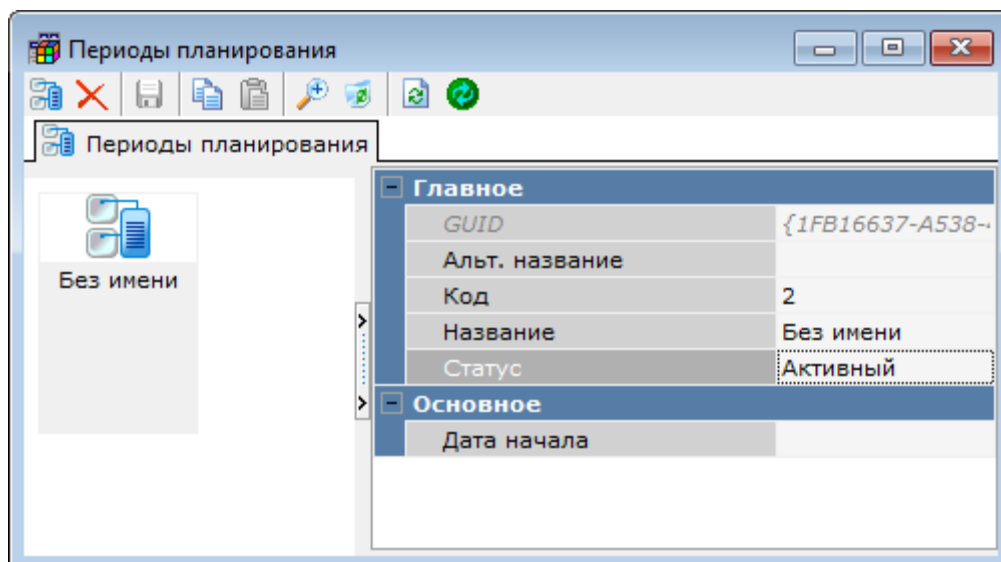 Периоды планирования
Периоды планирования
Без имени
Главное
GUID {1FB16637-A538-
Альт. название
Код 2
Название Без имени
Статус Активный
Основное
Дата начала